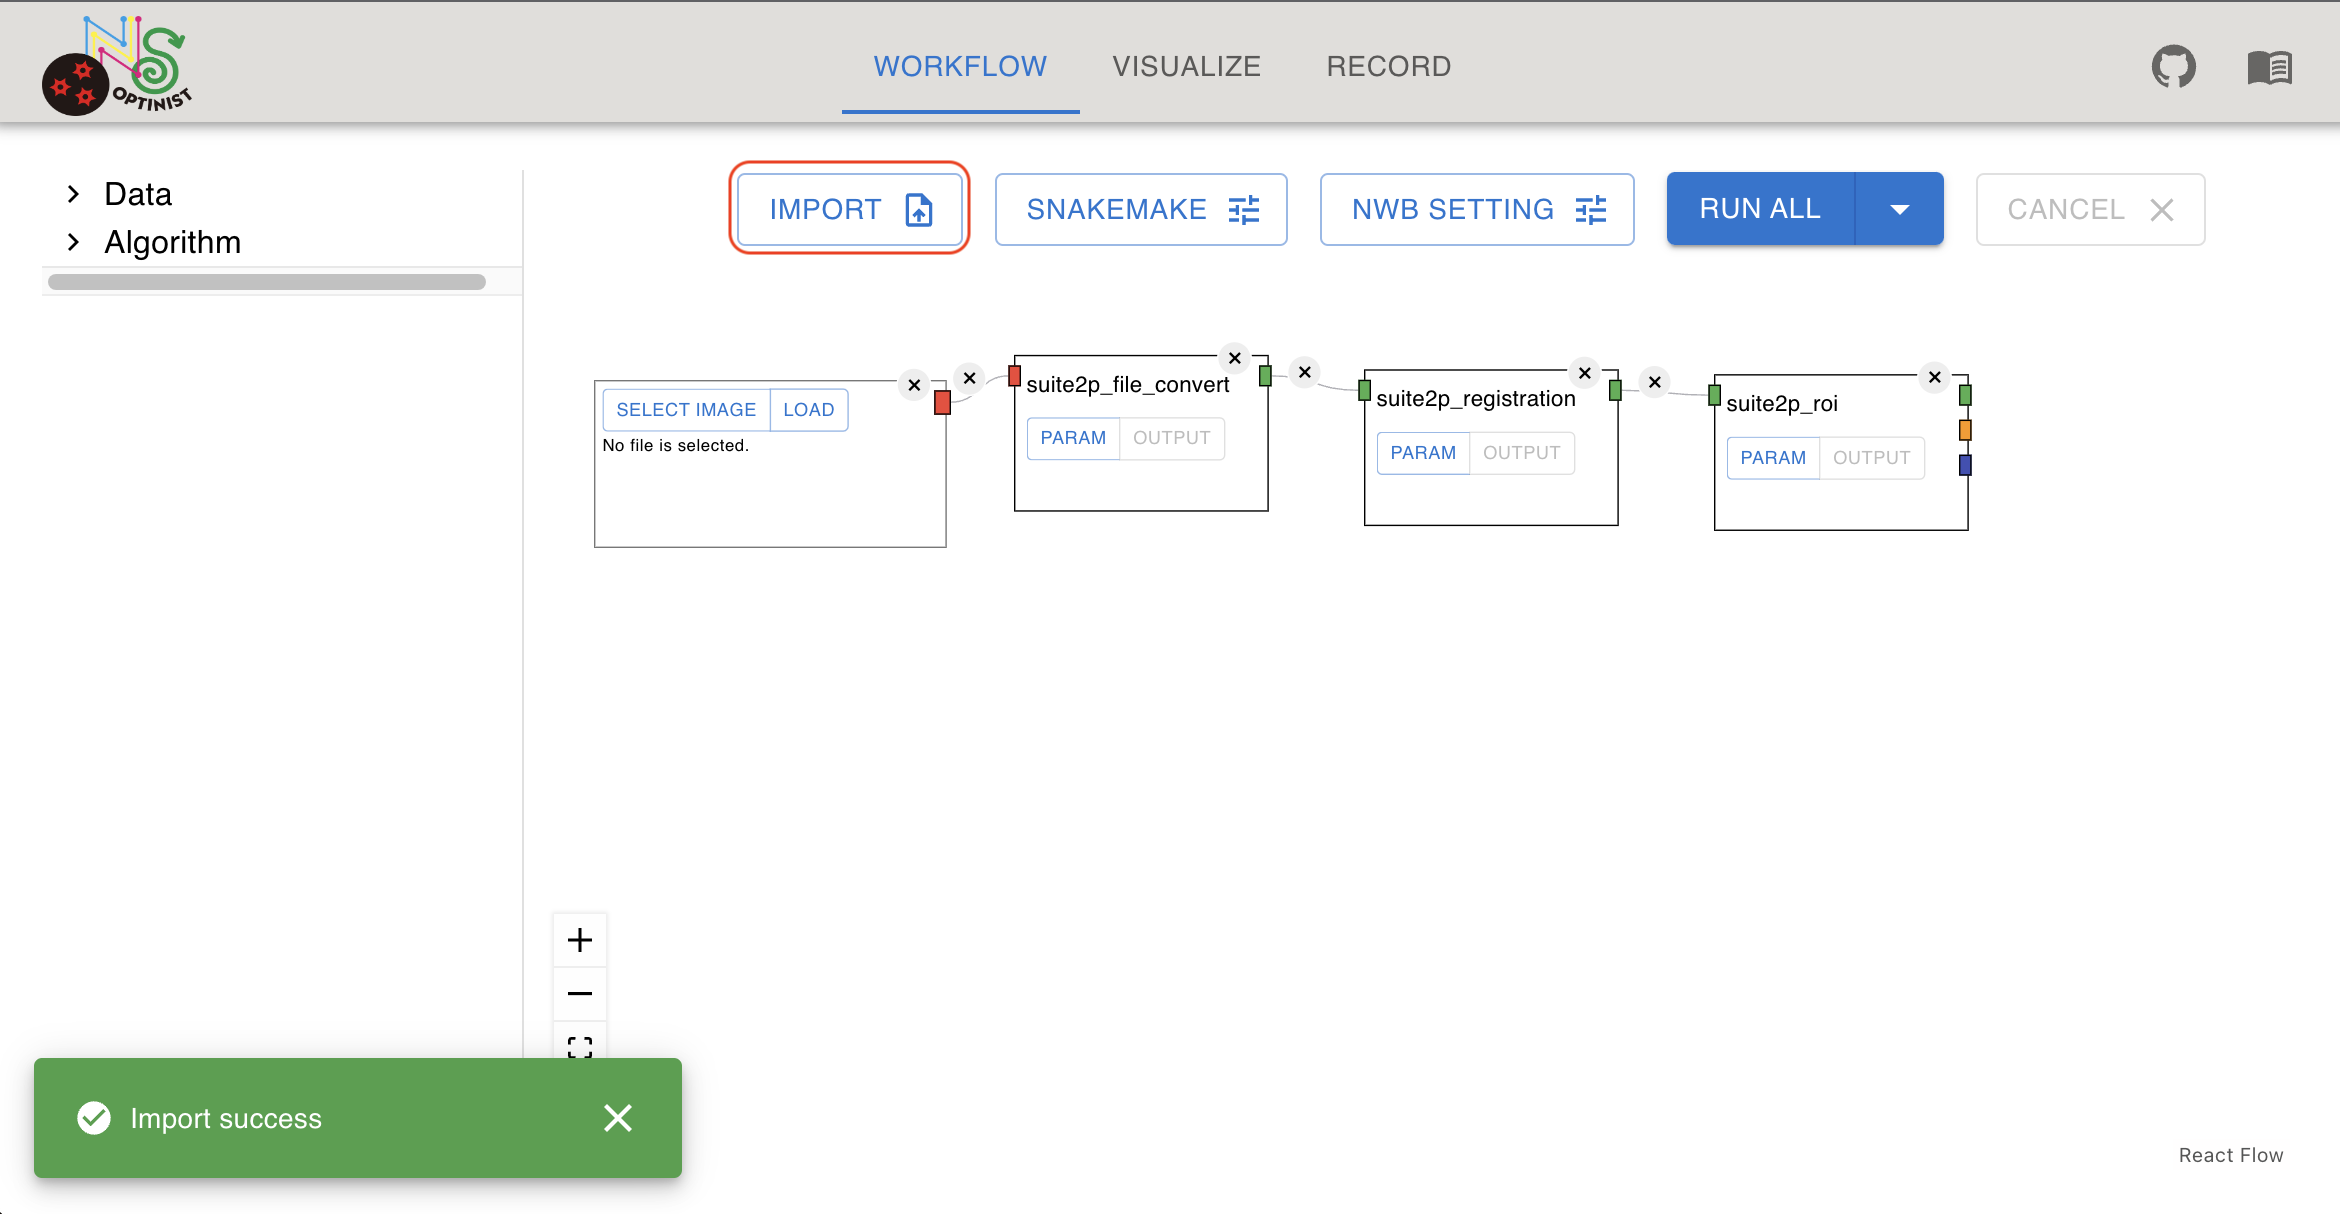 NS
OPTINIST
WORKFLOW
VISUALIZE
RECORD
Data
Algorithm
IMPORT
SNAKEMAKE
NWB SETTING
RUN ALL
CANCEL
SELECT IMAGE
LOAD
No file is selected.
suite2p_file_convert
PARAM
OUTPUT
suite2p_registration
PARAM
OUTPUT
suite2p_roi
PARAM
OUTPUT
Import success
React Flow